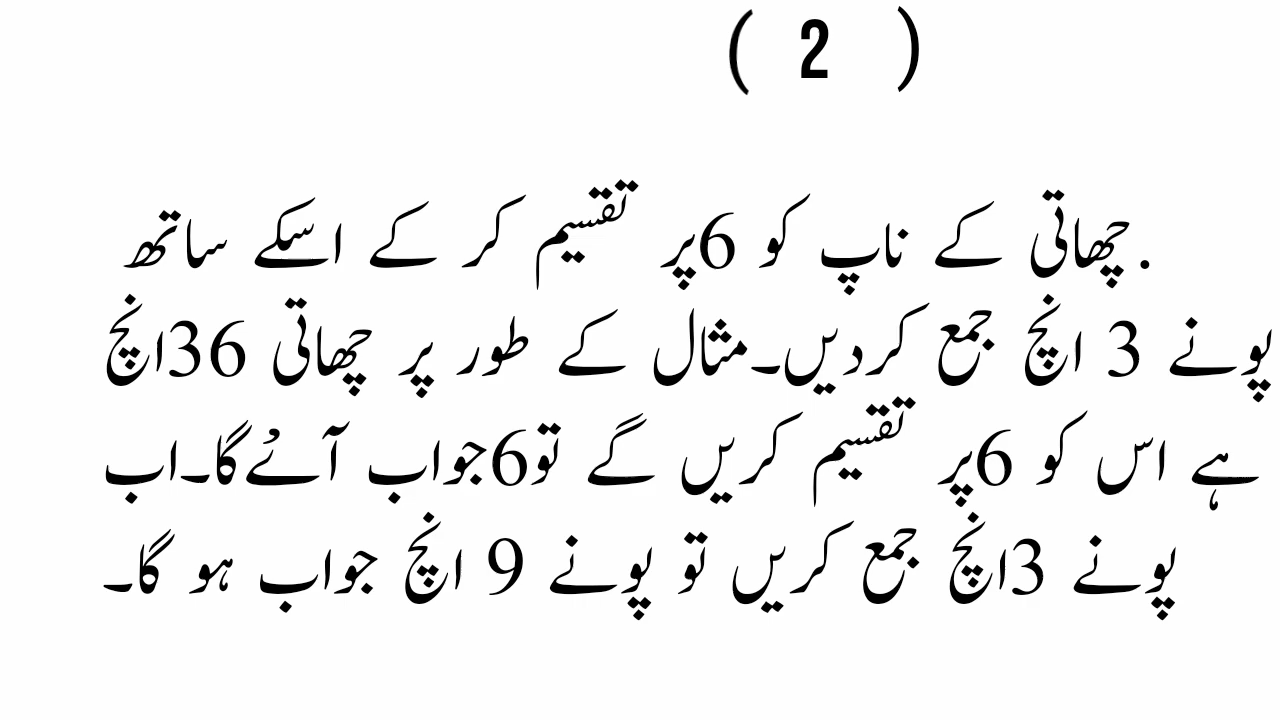 ( 2 )
.چھاتی کے ناپ کو 6پر تقسیم کر کے اسکے ساتھ
پونے 3 انچ جمع کردیں۔مثال کے طور پر چھاتی 36انچ
ہے اس کو 6پر تقسیم کریں گے تو6جواب آئےگا۔اب
پونے 3انچ جمع کریں تو پونے 9 انچ جواب ہو گا۔